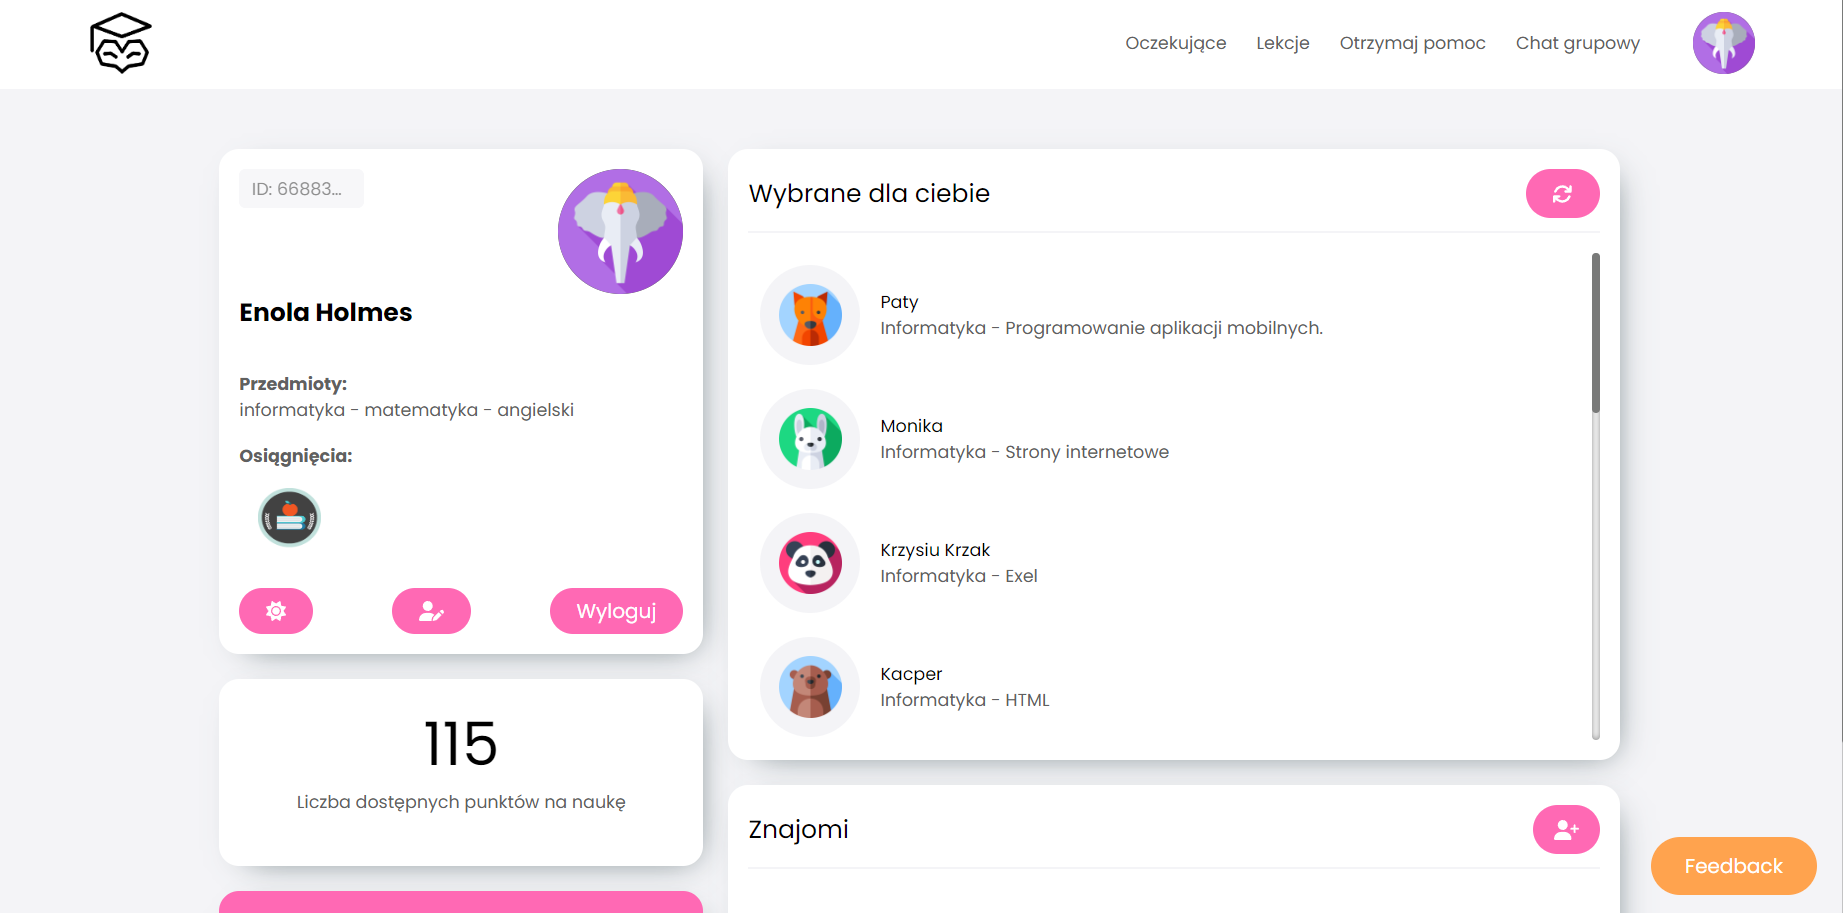 Oczekujące
Lekcje
Otrzymaj pomoc
Chat grupowy
ID: 66883...
Enola Holmes
Przedmioty:
informatyka - matematyka - angielski
Osiągnięcia:
Wyloguj
115
Liczba dostępnych punktów na naukę
Wybrane dla ciebie
Paty
Informatyka - Programowanie aplikacji mobilnych.
Monika
Informatyka - Strony internetowe
Krzysiu Krzak
Informatyka - Exel
Kacper
Informatyka - HTML
Znajomi
Feedback